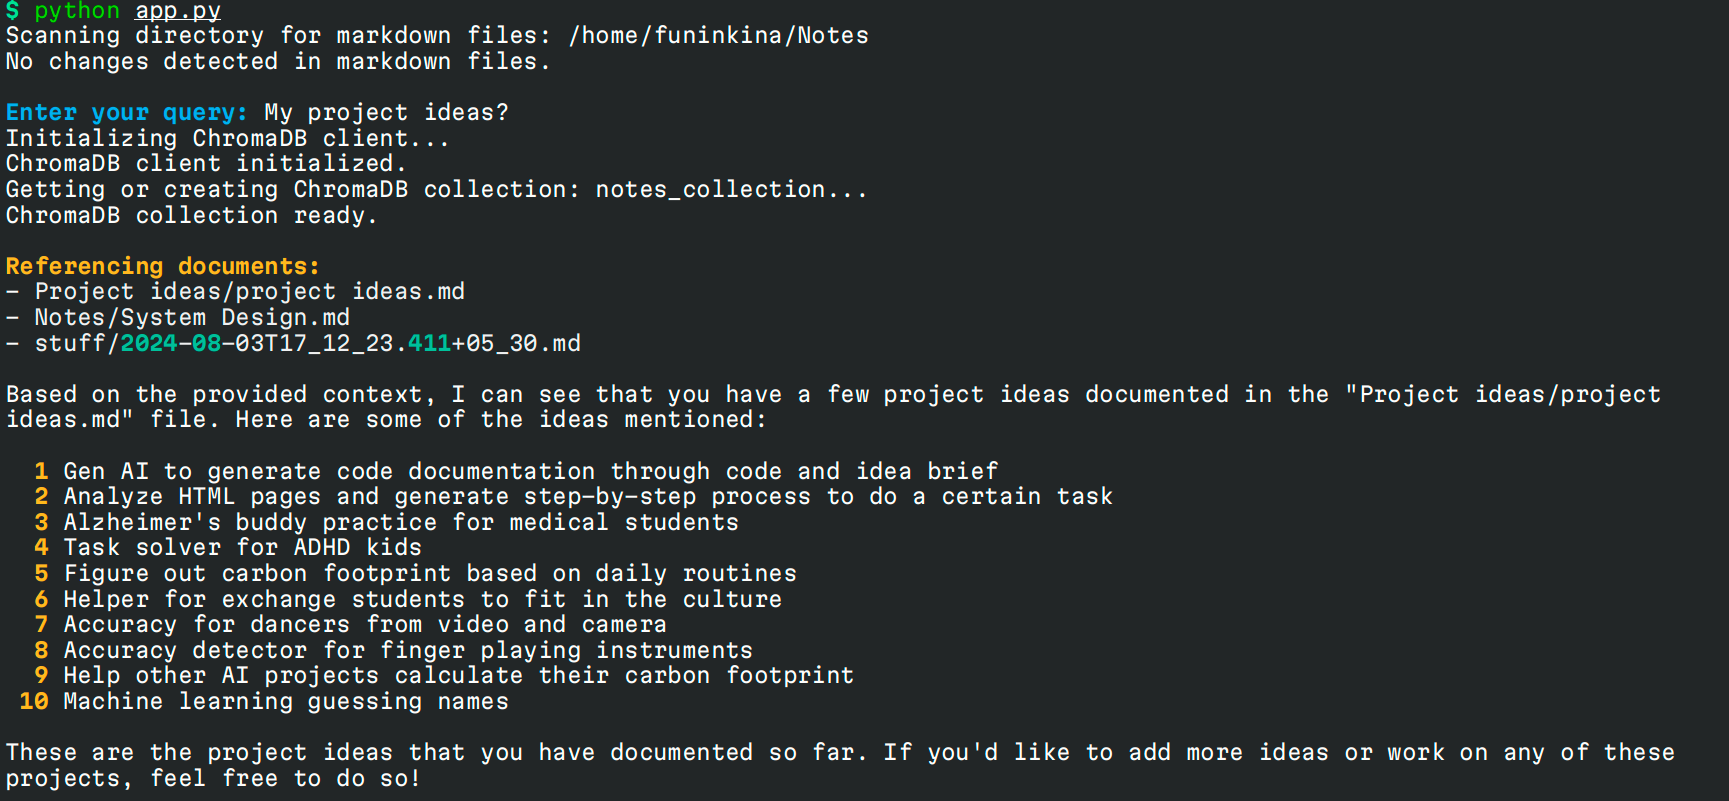 $ python app.py
Scanning directory for markdown files: /home/funinkina/Notes
No changes detected in markdown files.
Enter your query: My project ideas?
Initializing ChromaDB client...
ChromaDB client initialized.
Getting or creating ChromaDB collection: notes_collection...
ChromaDB collection ready.
Referencing documents:
- Project ideas/project ideas.md
- Notes/System Design.md
- stuff/2024-08-03T17_12_23.411+05_30.md
Based on the provided context, I can see that you have a few project ideas documented in the "Project ideas/project
ideas.md" file. Here are some of the ideas mentioned:
1 Gen AI to generate code documentation through code and idea brief
2 Analyze HTML pages and generate step-by-step process to do a certain task
3 Alzheimer's buddy practice for medical students
4 Task solver for ADHD kids
5 Figure out carbon footprint based on daily routines
6 Helper for exchange students to fit in the culture
7 Accuracy for dancers from video and camera
8 Accuracy detector for finger playing instruments
9 Help other AI projects calculate their carbon footprint
10 Machine learning guessing names
These are the project ideas that you have documented so far. If you'd like to add more ideas or work on any of these
projects, feel free to do so!